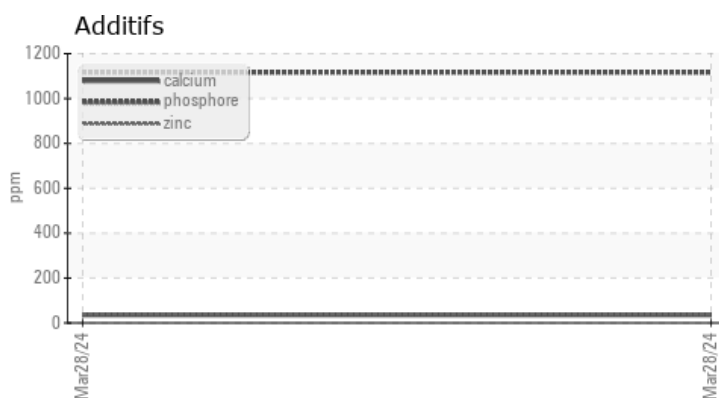 Additifs
1200
1000
800
600
400
200
0
ppm
calcium
phosphore
zinc
Mar28/24
Mar28/24